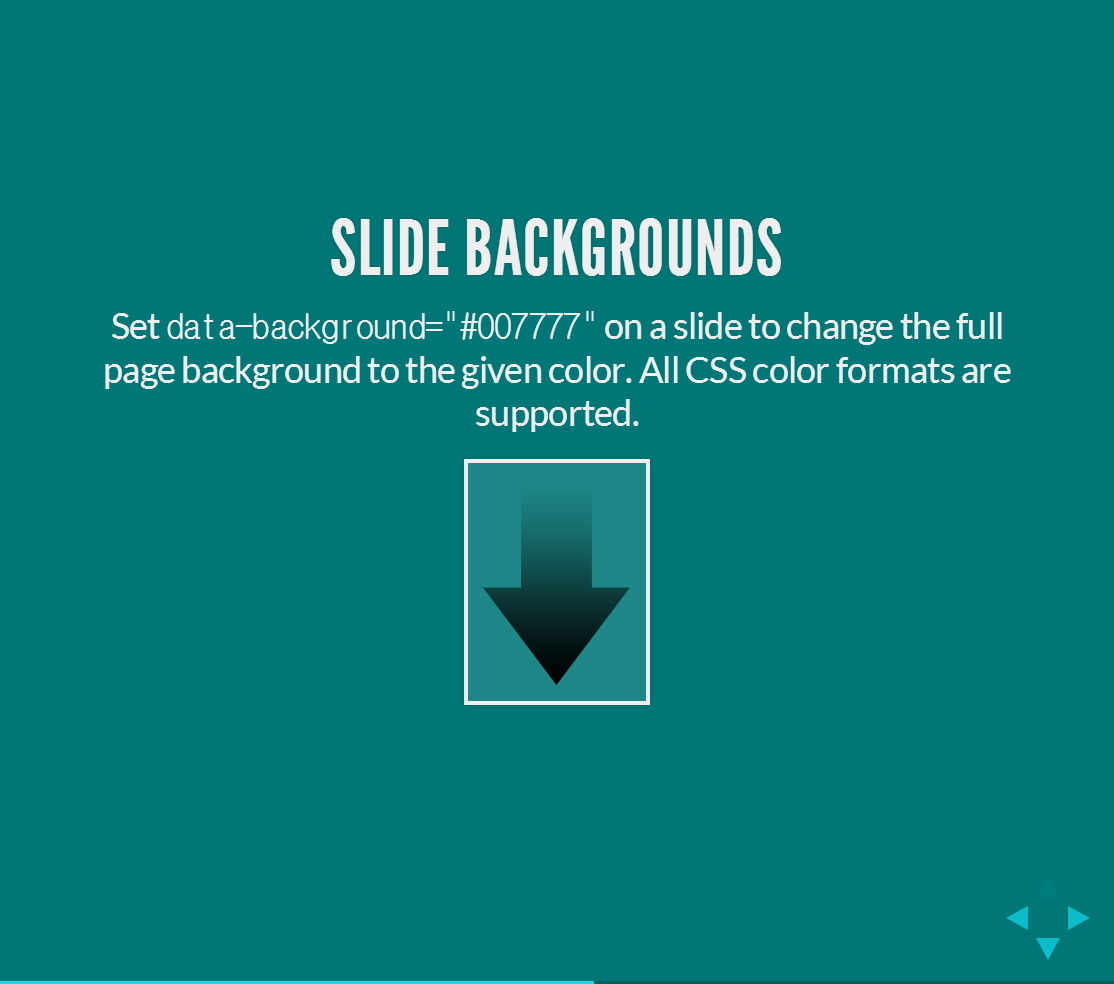 SLIDE BACKGROUNDS
Set data-background="#007777" on a slide to change the full
page background to the given color. All CSS color formats are
supported.